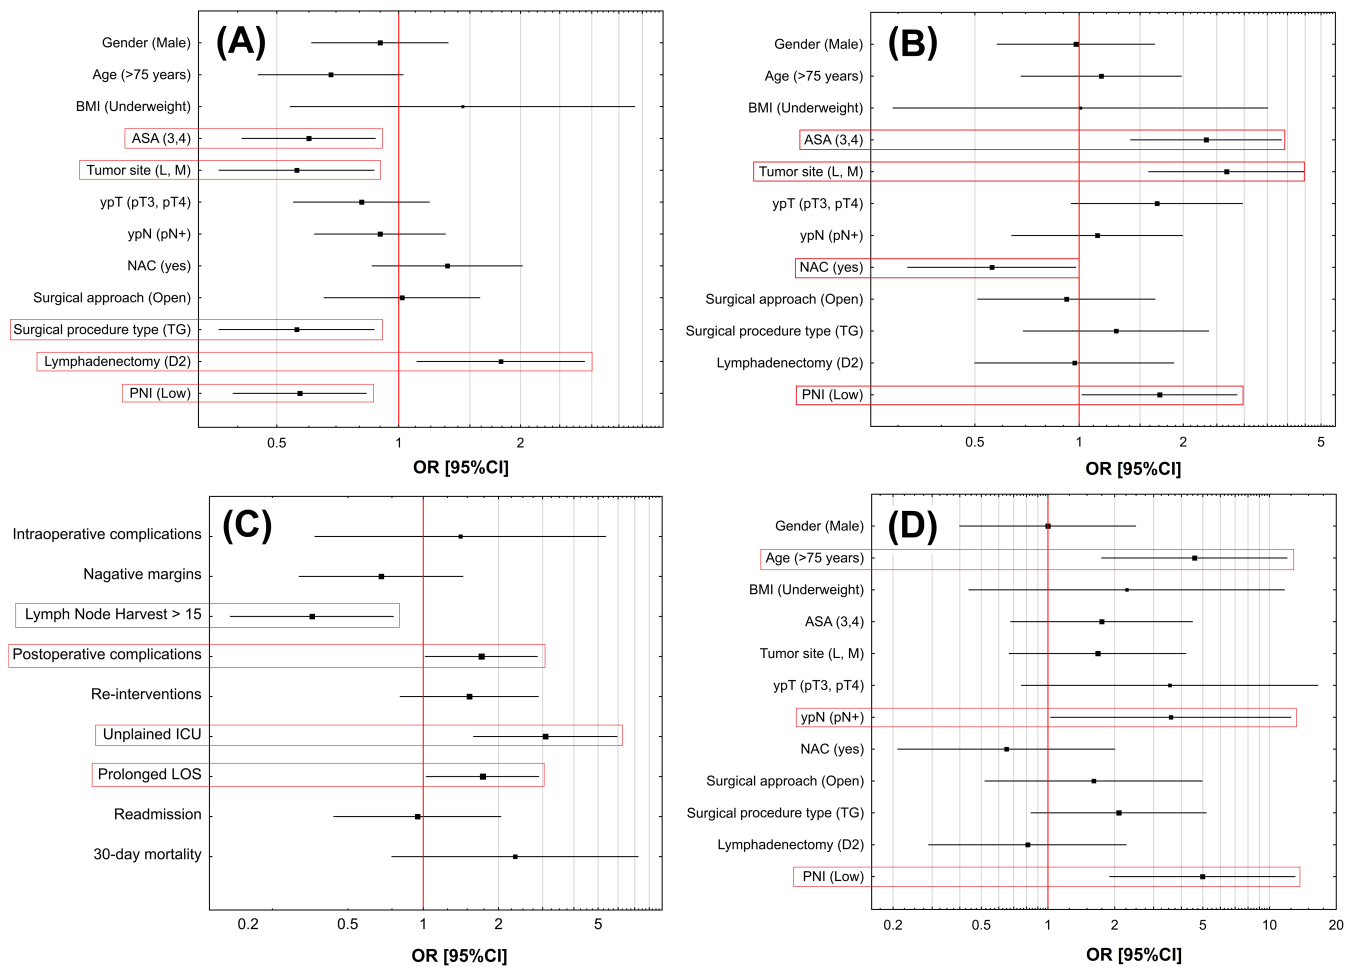 (A)
Gender (Male)
Age (>75 years)
BMI (Underweight)
ASA (3,4)
Tumor site (L, M)
ypT (pT3, pT4)
ypN (pN+)
NAC (yes)
Surgical approach (Open)
Surgical procedure type (TG)
Lymphadenectomy (D2)
PNI (Low)
0.5 1 2
OR [95%CI]
(B)
Gender (Male)
Age (>75 years)
BMI (Underweight)
ASA (3,4)
Tumor site (L, M)
ypT (pT3, pT4)
ypN (pN+)
NAC (yes)
Surgical approach (Open)
Surgical procedure type (TG)
Lymphadenectomy (D2)
PNI (Low)
0.5 1 2 5
OR [95%CI]
(C)
Intraoperative complications
Nagative margins
Lymph Node Harvest > 15
Postoperative complications
Re-interventions
Unplained ICU
Prolonged LOS
Readmission
30-day mortality
0.2 0.5 1 2 5
OR [95%CI]
(D)
Gender (Male)
Age (>75 years)
BMI (Underweight)
ASA (3,4)
Tumor site (L, M)
ypT (pT3, pT4)
ypN (pN+)
NAC (yes)
Surgical approach (Open)
Surgical procedure type (TG)
Lymphadenectomy (D2)
PNI (Low)
0.2 0.5 1 2 5 10 20
OR [95%CI]